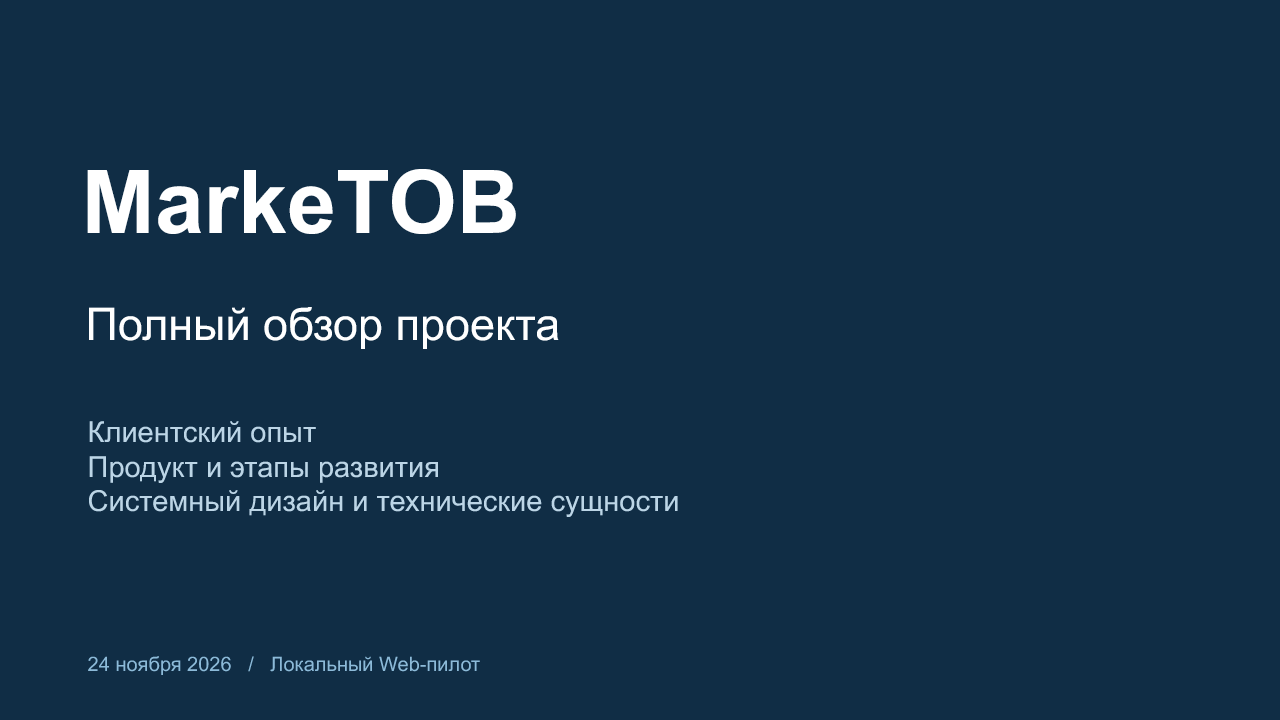 MarkeTOB
Полный обзор проекта
Клиентский опыт
Продукт и этапы развития
Системный дизайн и технические сущности
24 ноября 2026 / Локальный Web-пилот